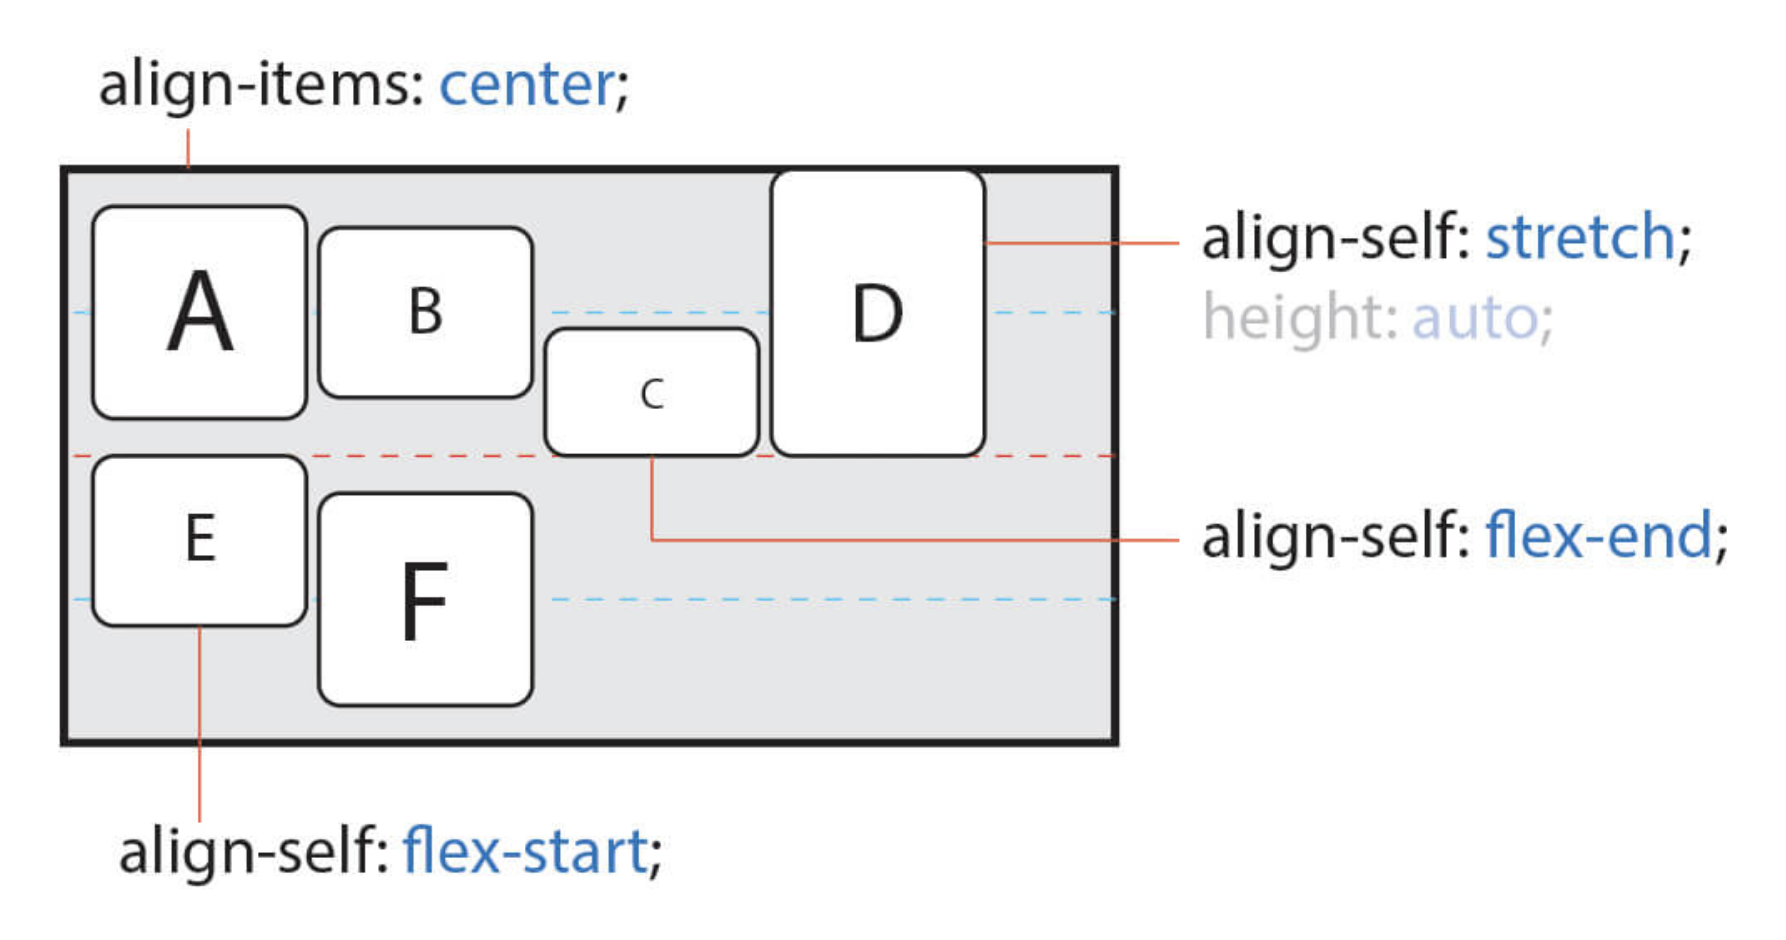 align-items: center;
A
B
C
D
align-self: stretch;
height: auto;
E
F
align-self: flex-end;
align-self: flex-start;